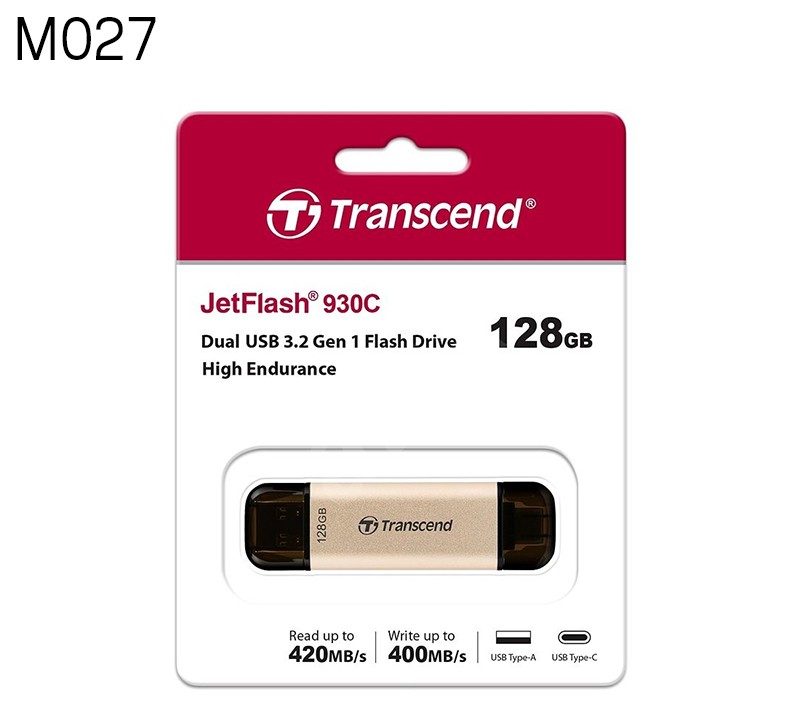 M027
Transcend®
JetFlash® 930C
Dual USB 3.2 Gen 1 Flash Drive
High Endurance
128GB
128GB
Transcend
Read up to
420MB/s
Write up to
400MB/s
USB Type-A
USB Type-C